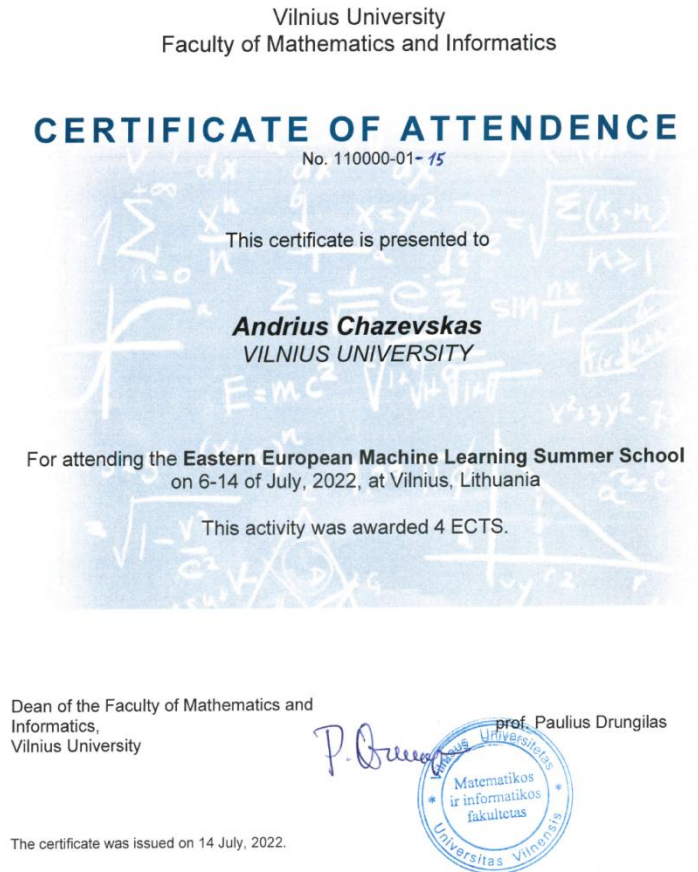 Vilnius University
Faculty of Mathematics and Informatics
CERTIFICATE OF ATTENDENCE
No. 110000-01-15
This certificate is presented to
Andrius Chazevskas
VILNIUS UNIVERSITY
E=mc²
For attending the Eastern European Machine Learning Summer School
on 6-14 of July, 2022, at Vilnius, Lithuania
This activity was awarded 4 ECTS.
Dean of the Faculty of Mathematics and
Informatics,
Vilnius University
prof. Paulius Drungilas
Vilniaus Universitetas
Matematikos
ir informatikos
fakultetas
Universitas Vilnensis
The certificate was issued on 14 July, 2022.